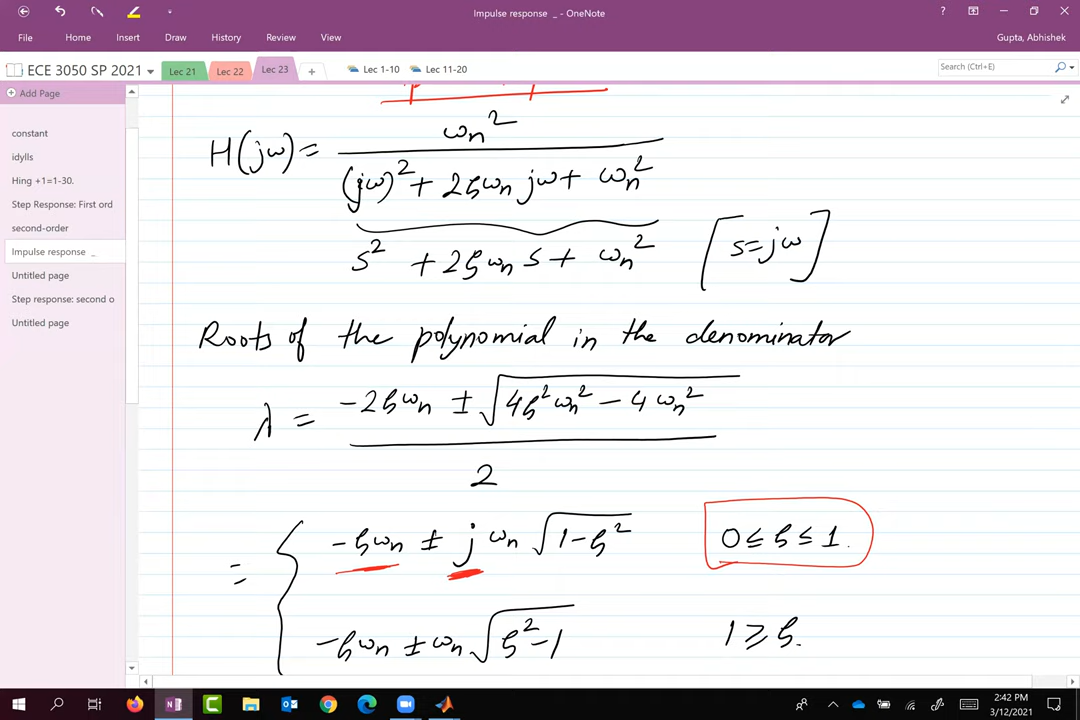 Impulse response _ - OneNote
Gupta, Abhishek
File Home Insert Draw History Review View
ECE 3050 SP 2021
Lec 21 Lec 22 Lec 23 + Lec 1-10 Lec 11-20
Search (Ctrl+E)
Add Page
constant
idylls
Hing +1=1-30.
Step Response: First ord
second-order
Impulse response _
Untitled page
Step response: second o
Untitled page
H(jω) = ωn²
(jω)² + 2ζωn jω + ωn²
s² + 2ζωn s + ωn² [s=jω]
Roots of the polynomial in the denominator
λ = -2ζωn ± √4ζ²ωn² - 4ωn²
2
= { -ζωn ± j ωn √1-ζ² 0 ≤ ζ ≤ 1.
-ζωn ± ωn √ζ²-1 1 ≥ ζ.
2:42 PM
3/12/2021